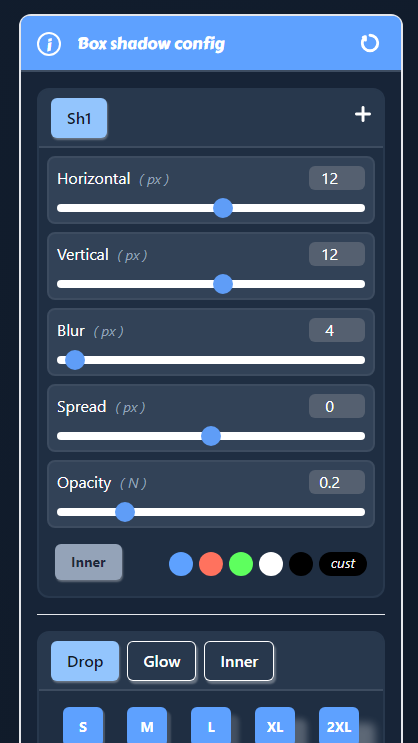 i Box shadow config
Sh1 +
Horizontal ( px ) 12
Vertical ( px ) 12
Blur ( px ) 4
Spread ( px ) 0
Opacity ( N ) 0.2
Inner cust
Drop Glow Inner
S M L XL 2XL